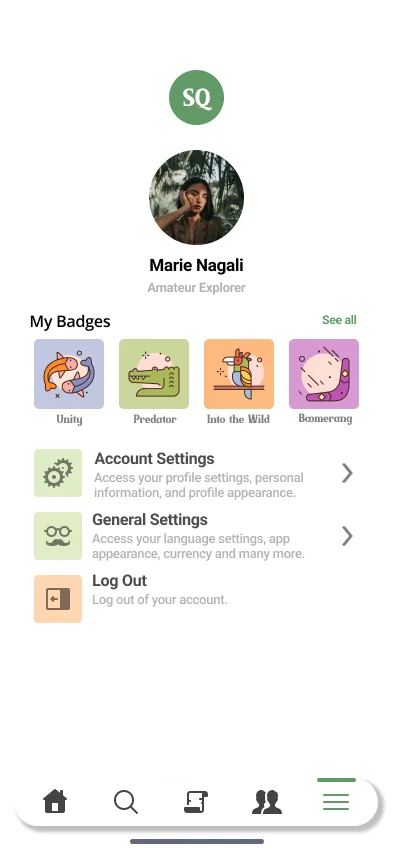 SQ
Marie Nagali
Amateur Explorer
My Badges
See all
Unity
Predator
Into the Wild
Boomerang
Account Settings
Access your profile settings, personal
information, and profile appearance.
General Settings
Access your language settings, app
appearance, currency and many more.
Log Out
Log out of your account.